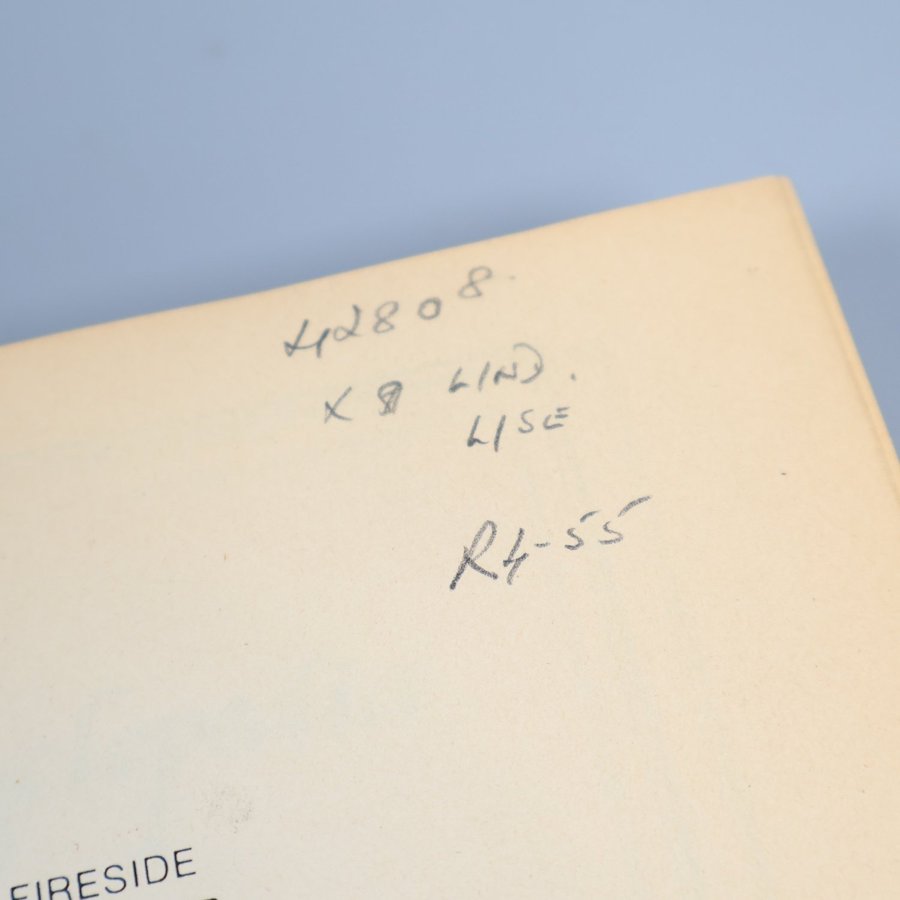 42808.
X 8 LIND.
LISE
R4-55
FIRESIDE